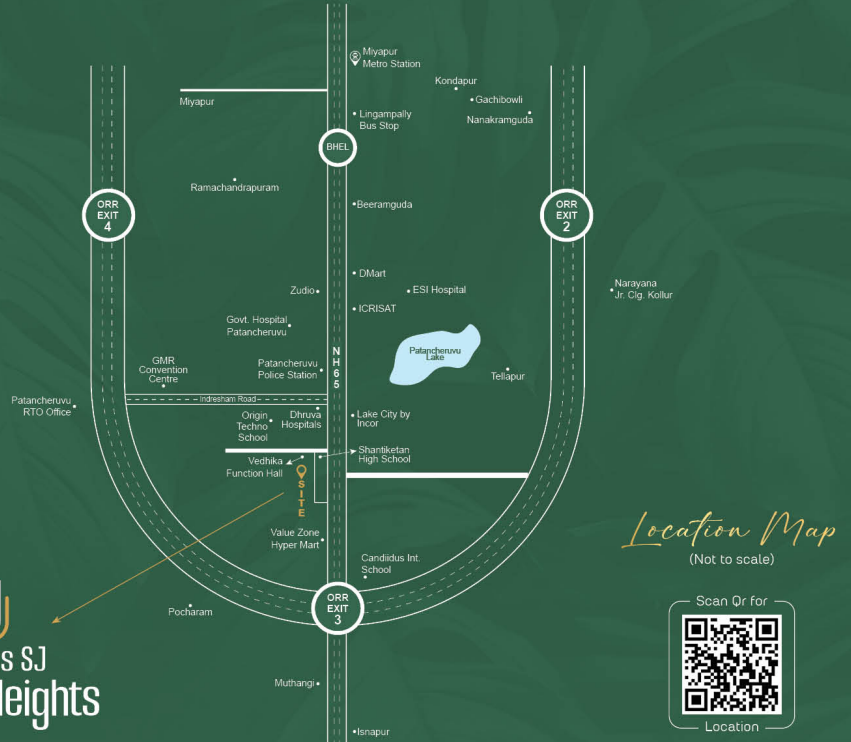 Miyapur
Metro Station
Kondapur
Miyapur
Gachibowli
Lingampally
Bus Stop
Nanakramguda
BHEL
Ramachandrapuram
ORR
EXIT
4
Beeramguda
ORR
EXIT
2
DMart
Zudio
ESI Hospital
Narayana
Jr. Clg. Kollur
ICRISAT
Govt. Hospital
Patancheruvu
NH65
Patancheruvu
Lake
GMR
Convention
Centre
Patancheruvu
Police Station
Tellapur
Indresham Road
Patancheruvu
RTO Office
Origin
Techno
School
Dhruva
Hospitals
Lake City by
Incor
Vedhika
Function Hall
Shantiketan
High School
SITE
Value Zone
Hyper Mart
Candiidus Int.
School
Location Map
(Not to scale)
ORR
EXIT
3
Pocharam
Scan Qr for
Location
s SJ
Heights
Muthangi
Isnapur